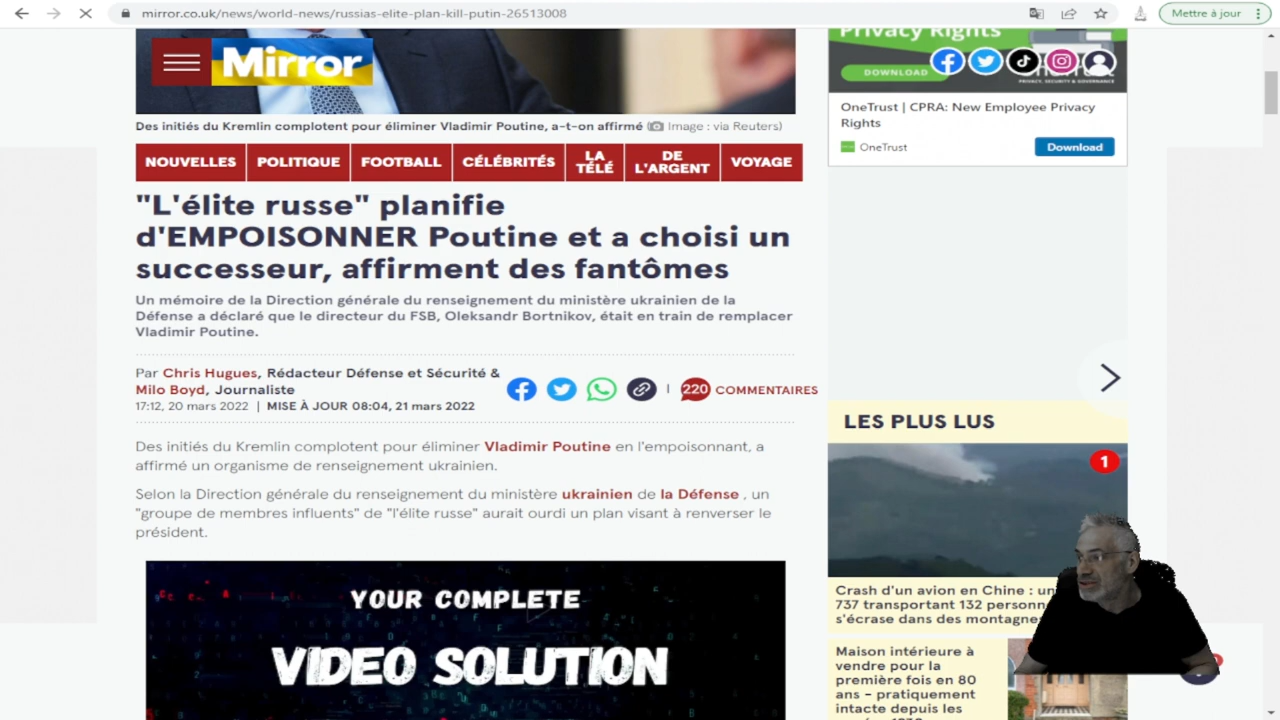 mirror.co.uk/news/world-news/russias-elite-plan-kill-putin-26513008
Mettre à jour
Mirror
Des initiés du Kremlin complotent pour éliminer Vladimir Poutine, a-t-on affirmé
Image : via Reuters)
NOUVELLES
POLITIQUE
FOOTBALL
CÉLÉBRITÉS
LA
TÉLÉ
DE
L'ARGENT
VOYAGE
"L'élite russe" planifie
d'EMPOISONNER Poutine et a choisi un
successeur, affirment des fantômes
Un mémoire de la Direction générale du renseignement du ministère ukrainien de la
Défense a déclaré que le directeur du FSB, Oleksandr Bortnikov, était en train de remplacer
Vladimir Poutine.
Par Chris Hugues, Rédacteur Défense et Sécurité &
Milo Boyd, Journaliste
17:12, 20 mars 2022 | MISE À JOUR 08:04, 21 mars 2022
220 COMMENTAIRES
Des initiés du Kremlin complotent pour éliminer Vladimir Poutine en l'empoisonnant, a
affirmé un organisme de renseignement ukrainien.
Selon la Direction générale du renseignement du ministère ukrainien de la Défense , un
"groupe de membres influents" de "l'élite russe" aurait ourdi un plan visant à renverser le
président.
YOUR COMPLETE
VIDEO SOLUTION
Privacy Rights
DOWNLOAD
PRIVACY, SECURITY & GOVERNANCE
OneTrust | CPRA: New Employee Privacy
Rights
OneTrust
Download
LES PLUS LUS
1
Crash d'un avion en Chine : un
737 transportant 132 personn
s'écrase dans des montagne
Maison intérieure à
vendre pour la
première fois en 80
ans - pratiquement
intacte depuis les